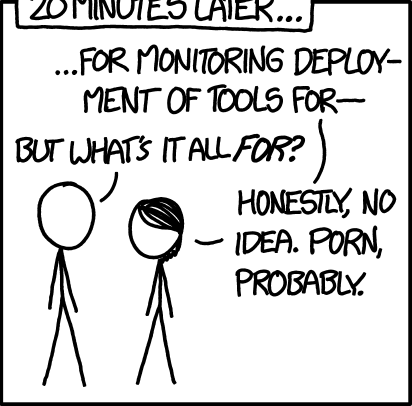 20 MINUTES LATER...
...FOR MONITORING DEPLOY-
MENT OF TOOLS FOR—
BUT WHAT'S IT ALL FOR?
HONESTLY, NO
IDEA. PORN,
PROBABLY.